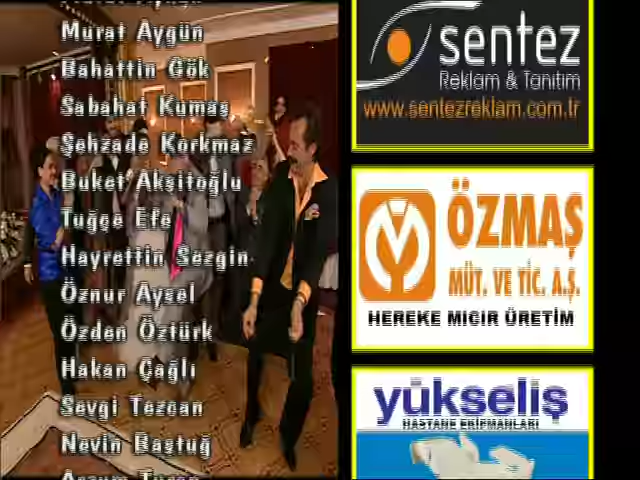 Murat Aygün
Bahattin Gök
Sabahat Kumaş
Şehzade Korkmaz
Buket Akşitoğlu
Tuğçe Efe
Hayrettin Sezgin
Öznur Aysel
Özden Öztürk
Hakan Çağlı
Sevgi Tezcan
Nevin Baştuğ
sentez
Reklam & Tanıtım
www.sentezreklam.com.tr
ÖZMAŞ
MÜT. VE TİC. A.Ş.
HEREKE MICIR ÜRETİM
yükseliş
HASTANE EKİPMANLARI